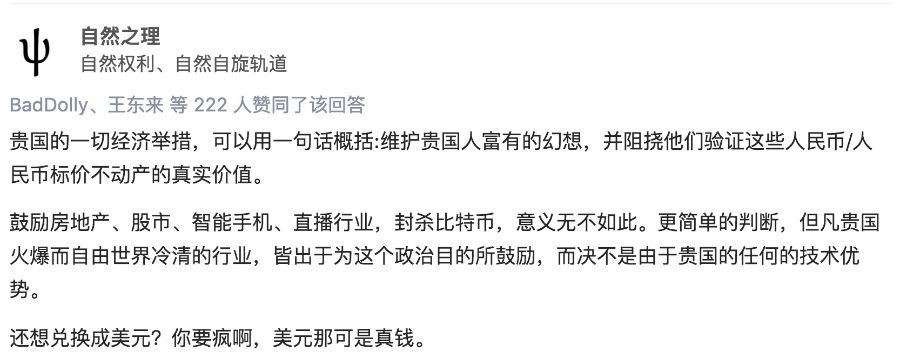 自然之理
自然权利、自然自旋轨道
BadDolly、王东来 等 222 人赞同了该回答
贵国的一切经济举措，可以用一句话概括:维护贵国人富有的幻想，并阻挠他们验证这些人民币/人
民币标价不动产的真实价值。
鼓励房地产、股市、智能手机、直播行业，封杀比特币，意义无不如此。更简单的判断，但凡贵国
火爆而自由世界冷清的行业，皆出于为这个政治目的所鼓励，而决不是由于贵国的任何的技术优
势。
还想兑换成美元？你要疯啊，美元那可是真钱。